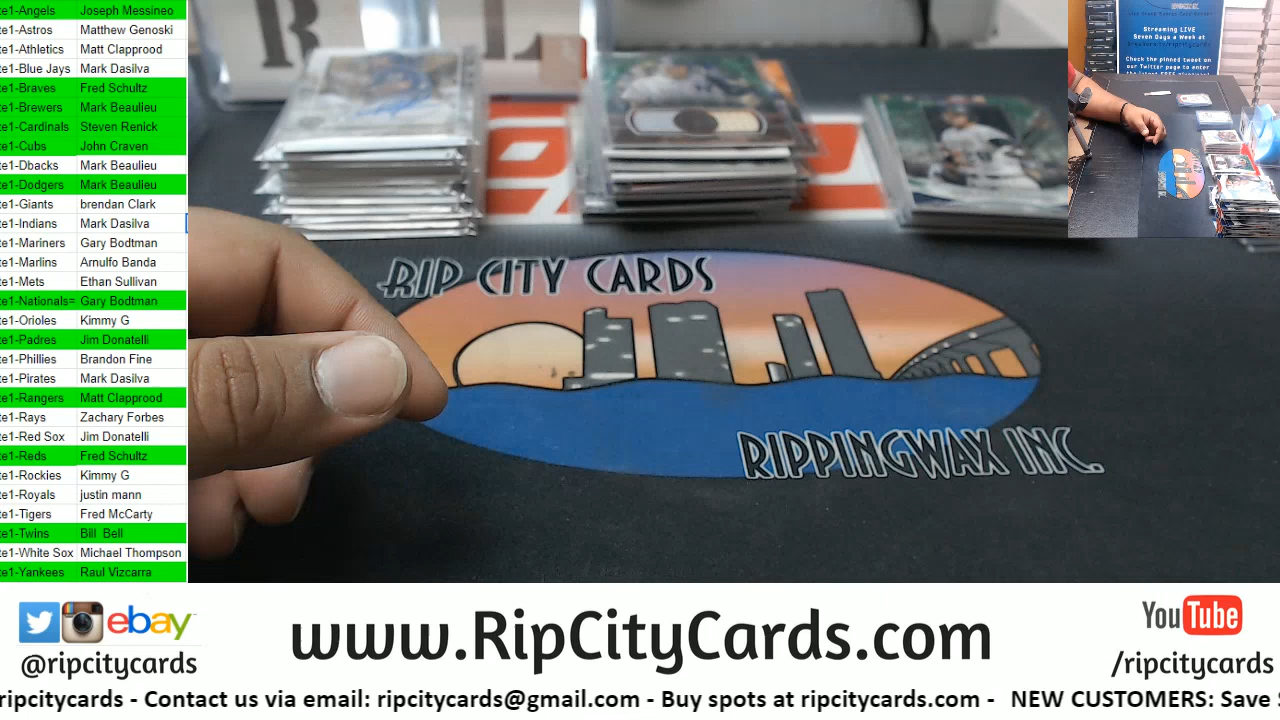 te1-Angels Joseph Messineo
te1-Astros Matthew Genoski
te1-Athletics Matt Clapprood
te1-Blue Jays Mark Dasilva
te1-Braves Fred Schultz
te1-Brewers Mark Beaulieu
te1-Cardinals Steven Renick
te1-Cubs John Craven
te1-Dbacks Mark Beaulieu
te1-Dodgers Mark Beaulieu
te1-Giants brendan Clark
te1-Indians Mark Dasilva
te1-Mariners Gary Bodtman
te1-Marlins Arnulfo Banda
te1-Mets Ethan Sullivan
te1-Nationals= Gary Bodtman
te1-Orioles Kimmy G
te1-Padres Jim Donatelli
te1-Phillies Brandon Fine
te1-Pirates Mark Dasilva
te1-Rangers Matt Clapprood
te1-Rays Zachary Forbes
te1-Red Sox Jim Donatelli
te1-Reds Fred Schultz
te1-Rockies Kimmy G
te1-Royals justin mann
te1-Tigers Fred McCarty
te1-Twins Bill Bell
te1-White Sox Michael Thompson
te1-Yankees Raul Vizcarra
Streaming LIVE
Seven Days a Week at
Check the pinned tweet on
our Twitter page to enter
RIP CITY CARDS
RIPPINGWAX INC.
ebay
@ripcitycards
www.RipCityCards.com
YouTube
/ripcitycards
ripcitycards - Contact us via email: ripcitycards@gmail.com - Buy spots at ripcitycards.com - NEW CUSTOMERS: Save